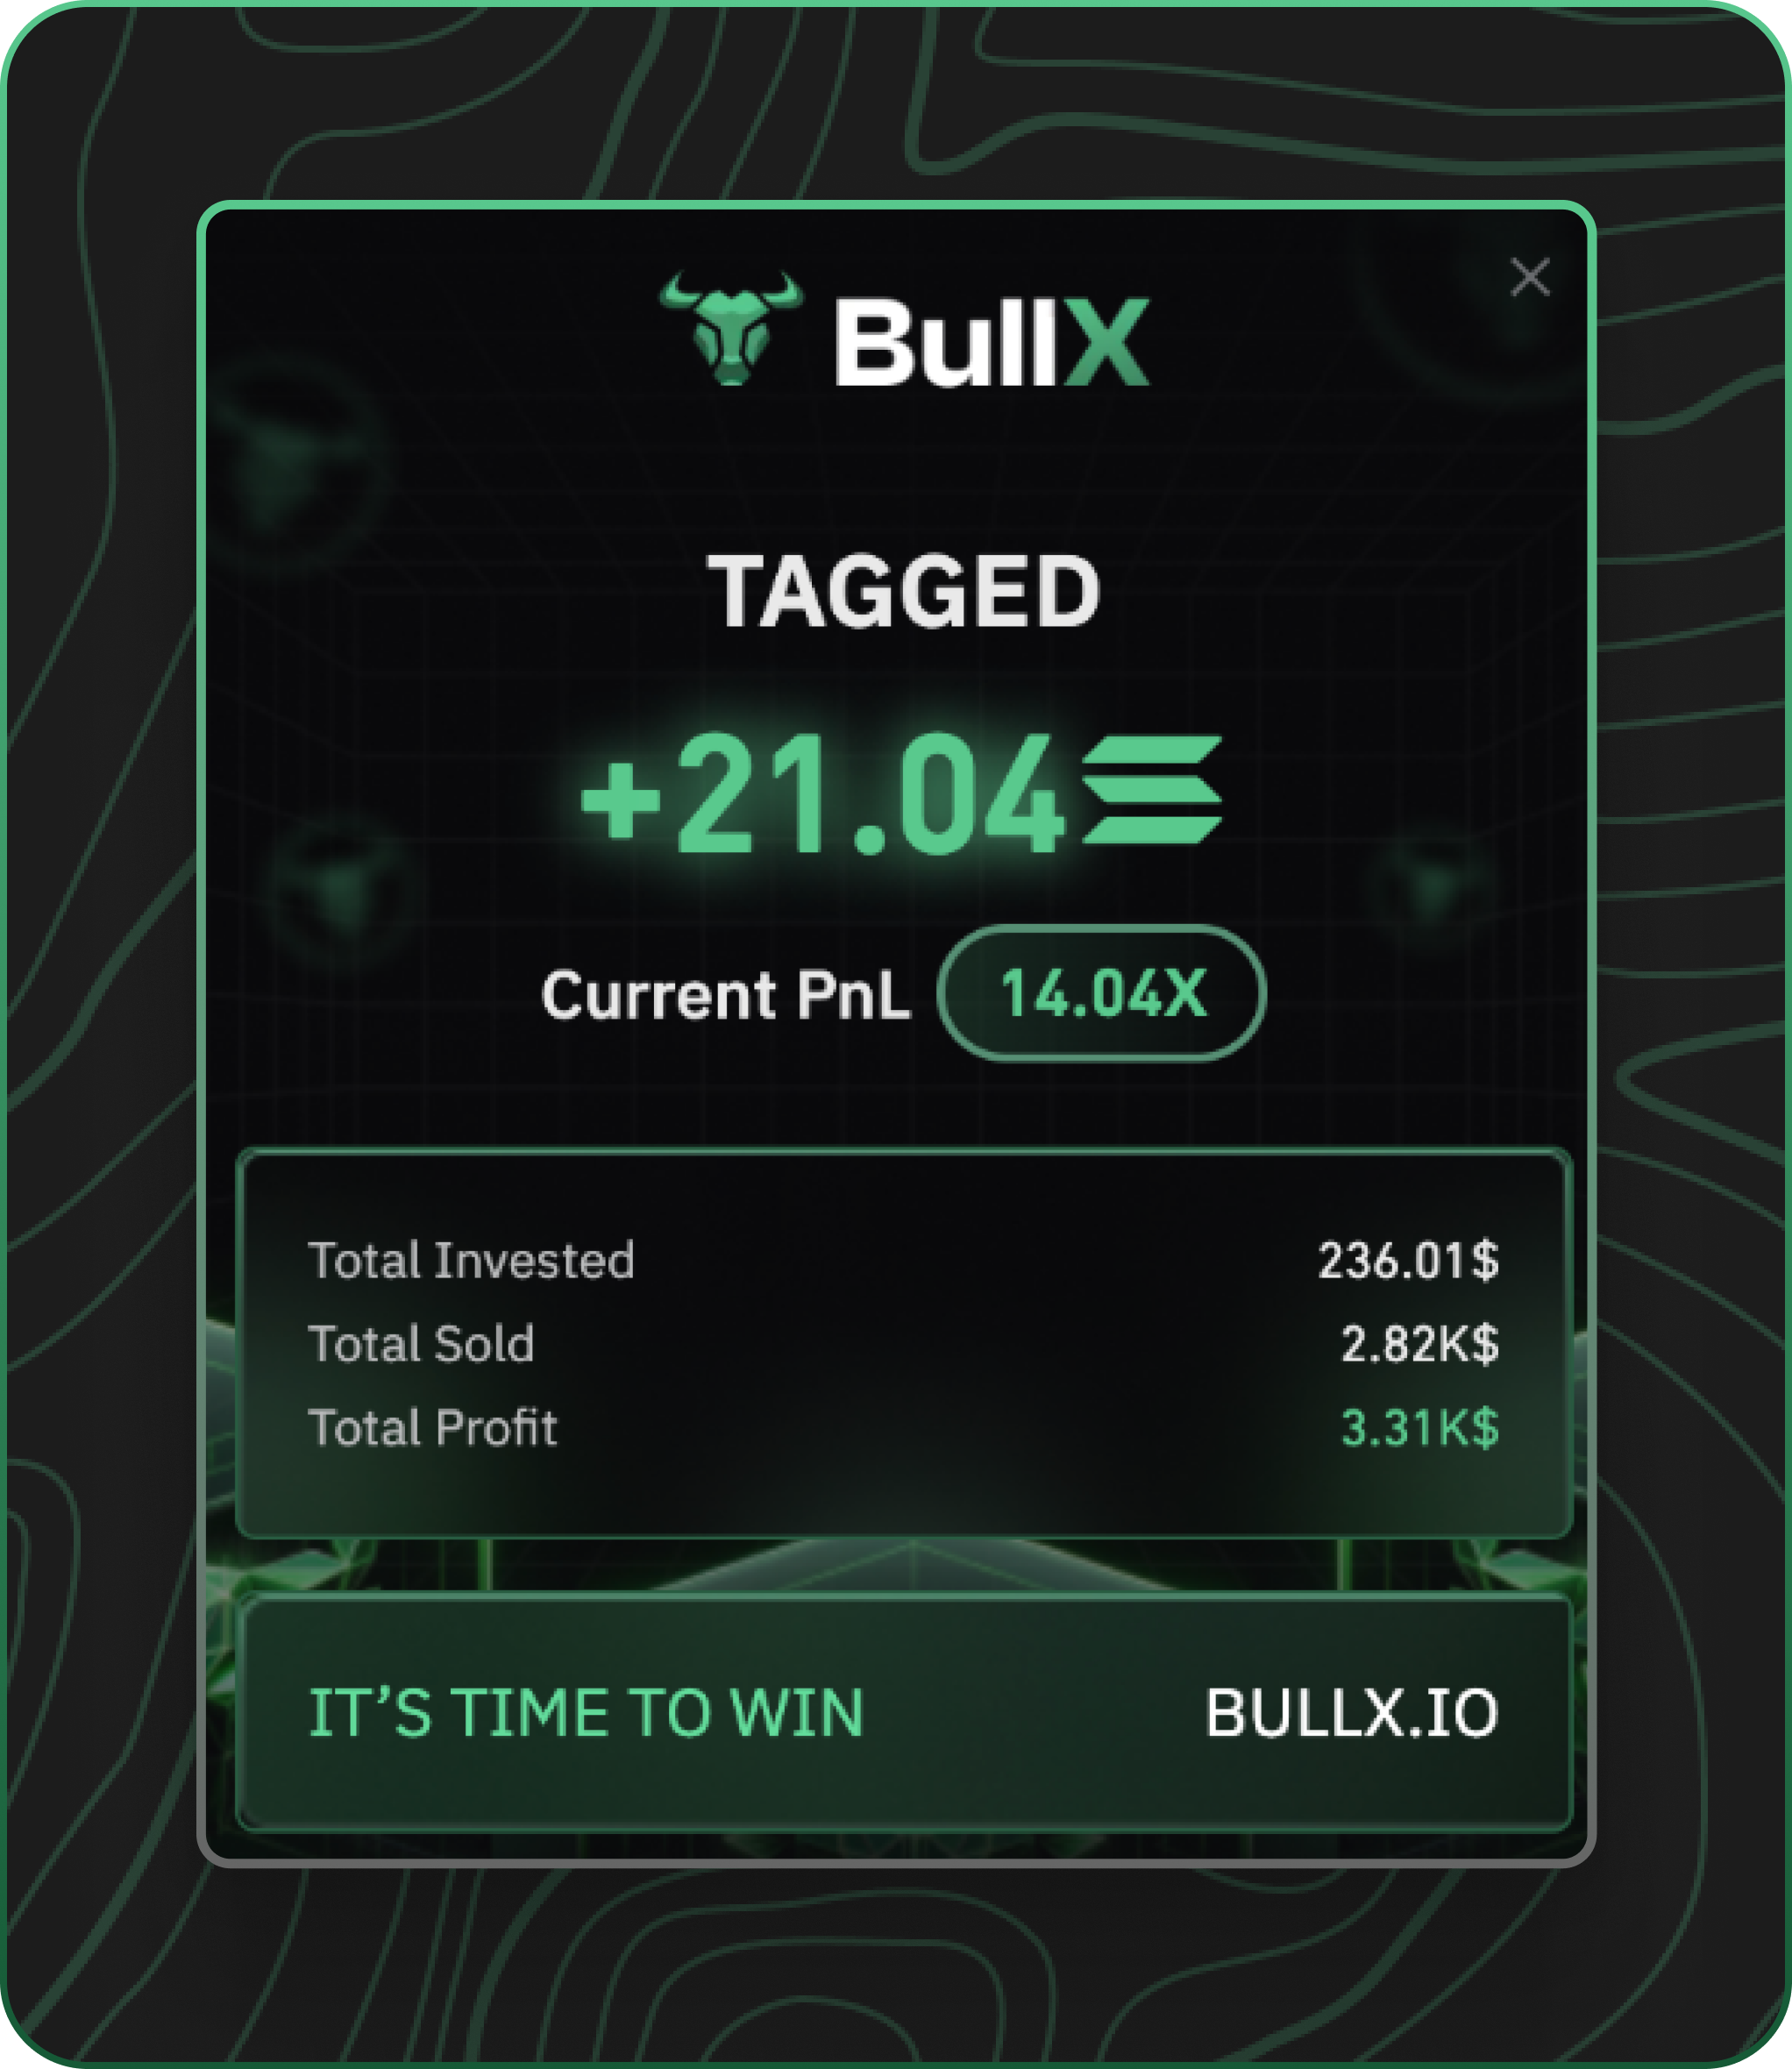 BullX
TAGGED
+21.04
Current PnL 14.04X
Total Invested 236.01$
Total Sold 2.82K$
Total Profit 3.31K$
IT’S TIME TO WIN BULLX.IO